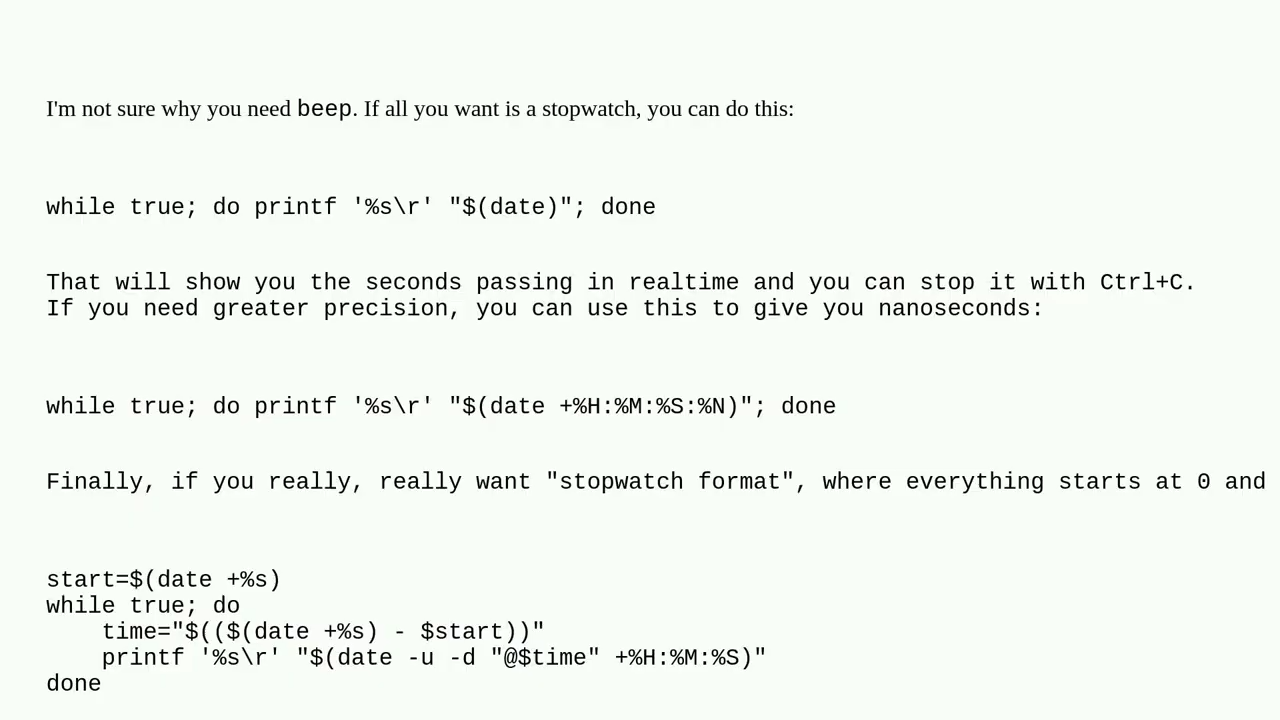 I'm not sure why you need beep. If all you want is a stopwatch, you can do this:
while true; do printf '%s\r' "$(date)"; done
That will show you the seconds passing in realtime and you can stop it with Ctrl+C.
If you need greater precision, you can use this to give you nanoseconds:
while true; do printf '%s\r' "$(date +%H:%M:%S:%N)"; done
Finally, if you really, really want "stopwatch format", where everything starts at 0 and
start=$(date +%s)
while true; do
    time="$(($(date +%s) - $start))"
    printf '%s\r' "$(date -u -d "@$time" +%H:%M:%S)"
done